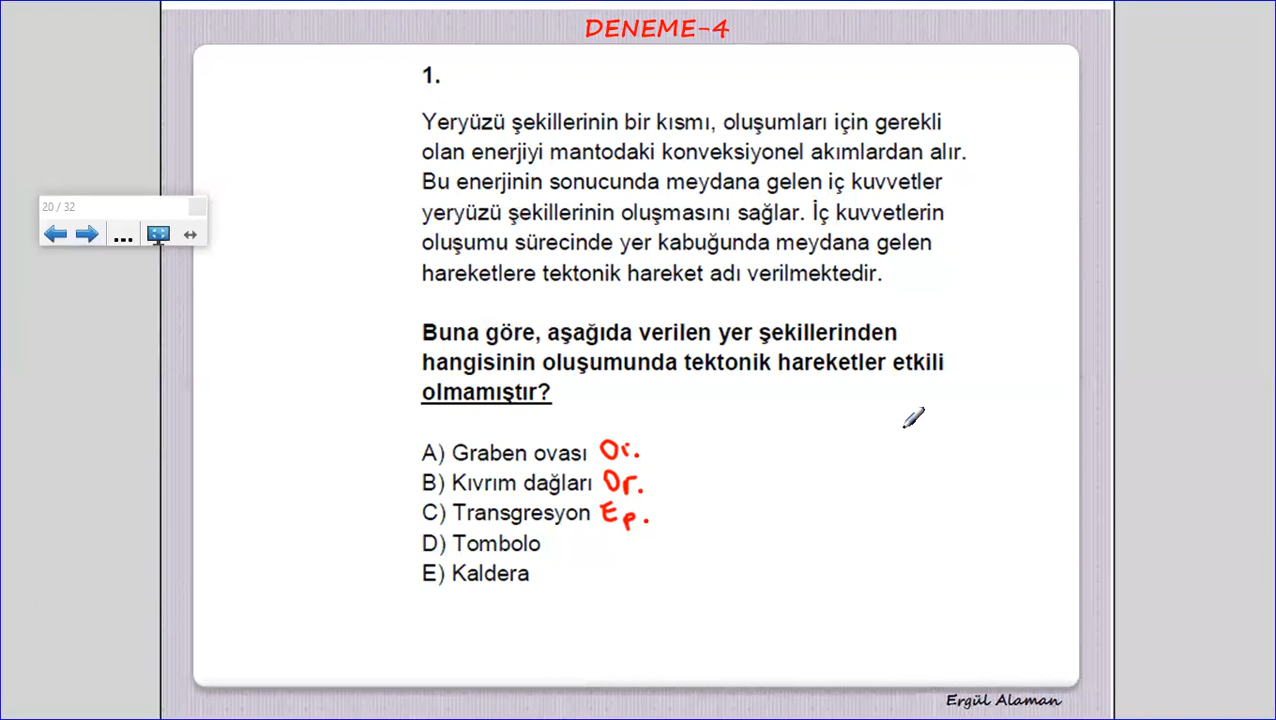 DENEME-4
1.
Yeryüzü şekillerinin bir kısmı, oluşumları için gerekli
olan enerjiyi mantodaki konveksiyonel akımlardan alır.
Bu enerjinin sonucunda meydana gelen iç kuvvetler
yeryüzü şekillerinin oluşmasını sağlar. İç kuvvetlerin
oluşumu sürecinde yer kabuğunda meydana gelen
hareketlere tektonik hareket adı verilmektedir.
20 / 32
...
Buna göre, aşağıda verilen yer şekillerinden
hangisinin oluşumunda tektonik hareketler etkili
olmamıştır?
A) Graben ovası Or.
B) Kıvrım dağları Or.
C) Transgresyon Ep.
D) Tombolo
E) Kaldera
Ergül Alaman